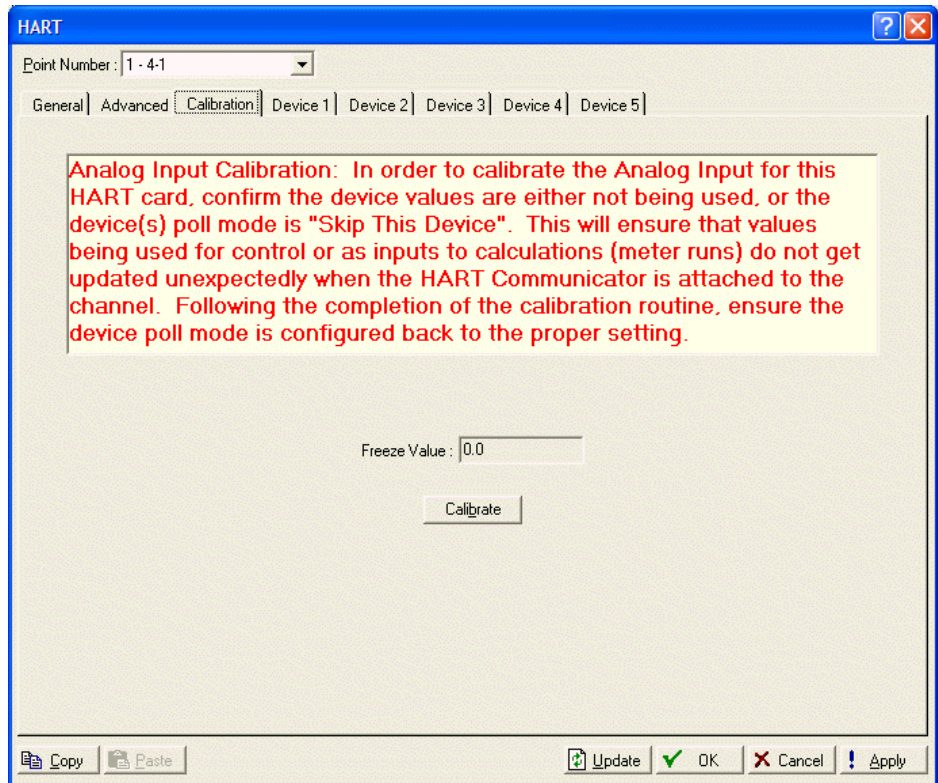 HART
Point Number : 1 - 4-1
General Advanced Calibration Device 1 Device 2 Device 3 Device 4 Device 5
Analog Input Calibration:  In order to calibrate the Analog Input for this
HART card, confirm the device values are either not being used, or the
device(s) poll mode is "Skip This Device".  This will ensure that values
being used for control or as inputs to calculations (meter runs) do not get
updated unexpectedly when the HART Communicator is attached to the
channel.  Following the completion of the calibration routine, ensure the
device poll mode is configured back to the proper setting.
Freeze Value : 0.0
Calibrate
Copy Paste Update OK Cancel Apply